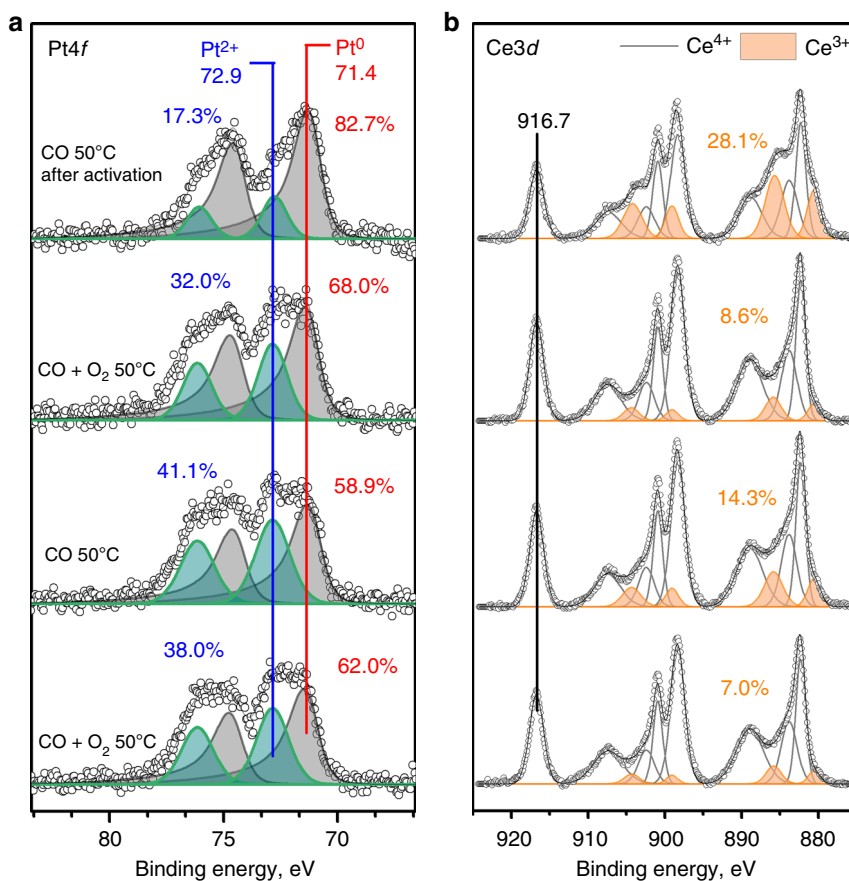 a
Pt4f
Pt2+
72.9
Pt0
71.4
17.3%
82.7%
CO 50°C
after activation
32.0%
68.0%
CO + O2 50°C
41.1%
58.9%
CO 50°C
38.0%
62.0%
CO + O2 50°C
80 75 70
Binding energy, eV
b
Ce3d
Ce4+
Ce3+
916.7
28.1%
8.6%
14.3%
7.0%
920 910 900 890 880
Binding energy, eV